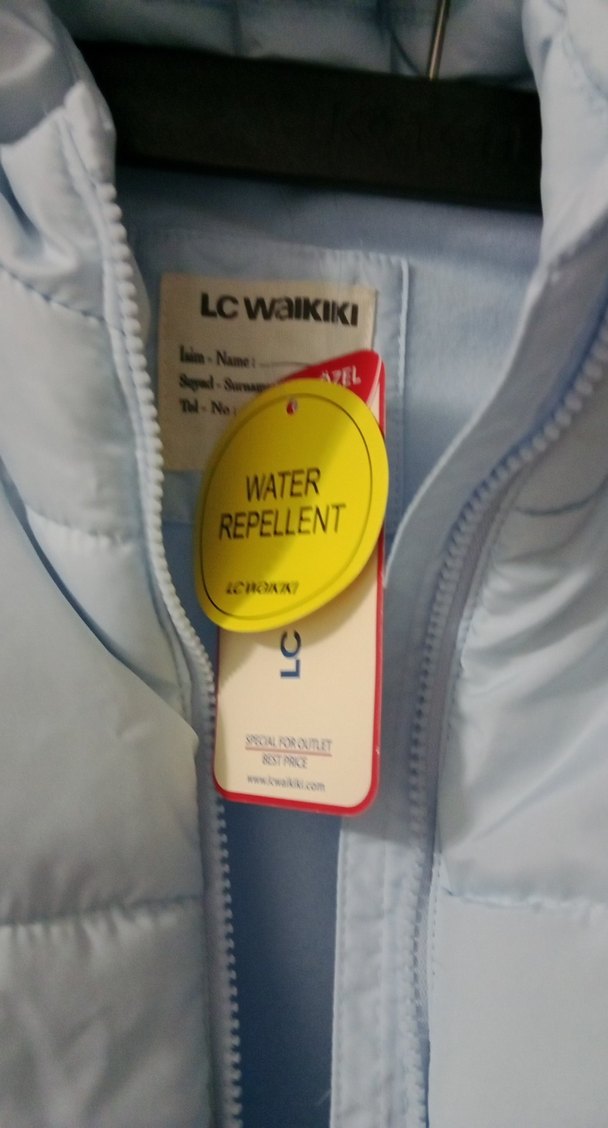 LC WAIKIKI
İsim - Name :
Soyad - Surname
Tel - No :
ÖZEL
WATER
REPELLENT
LC WAIKIKI
LC
SPECIAL FOR OUTLET
BEST PRICE
www.lcwaikiki.com